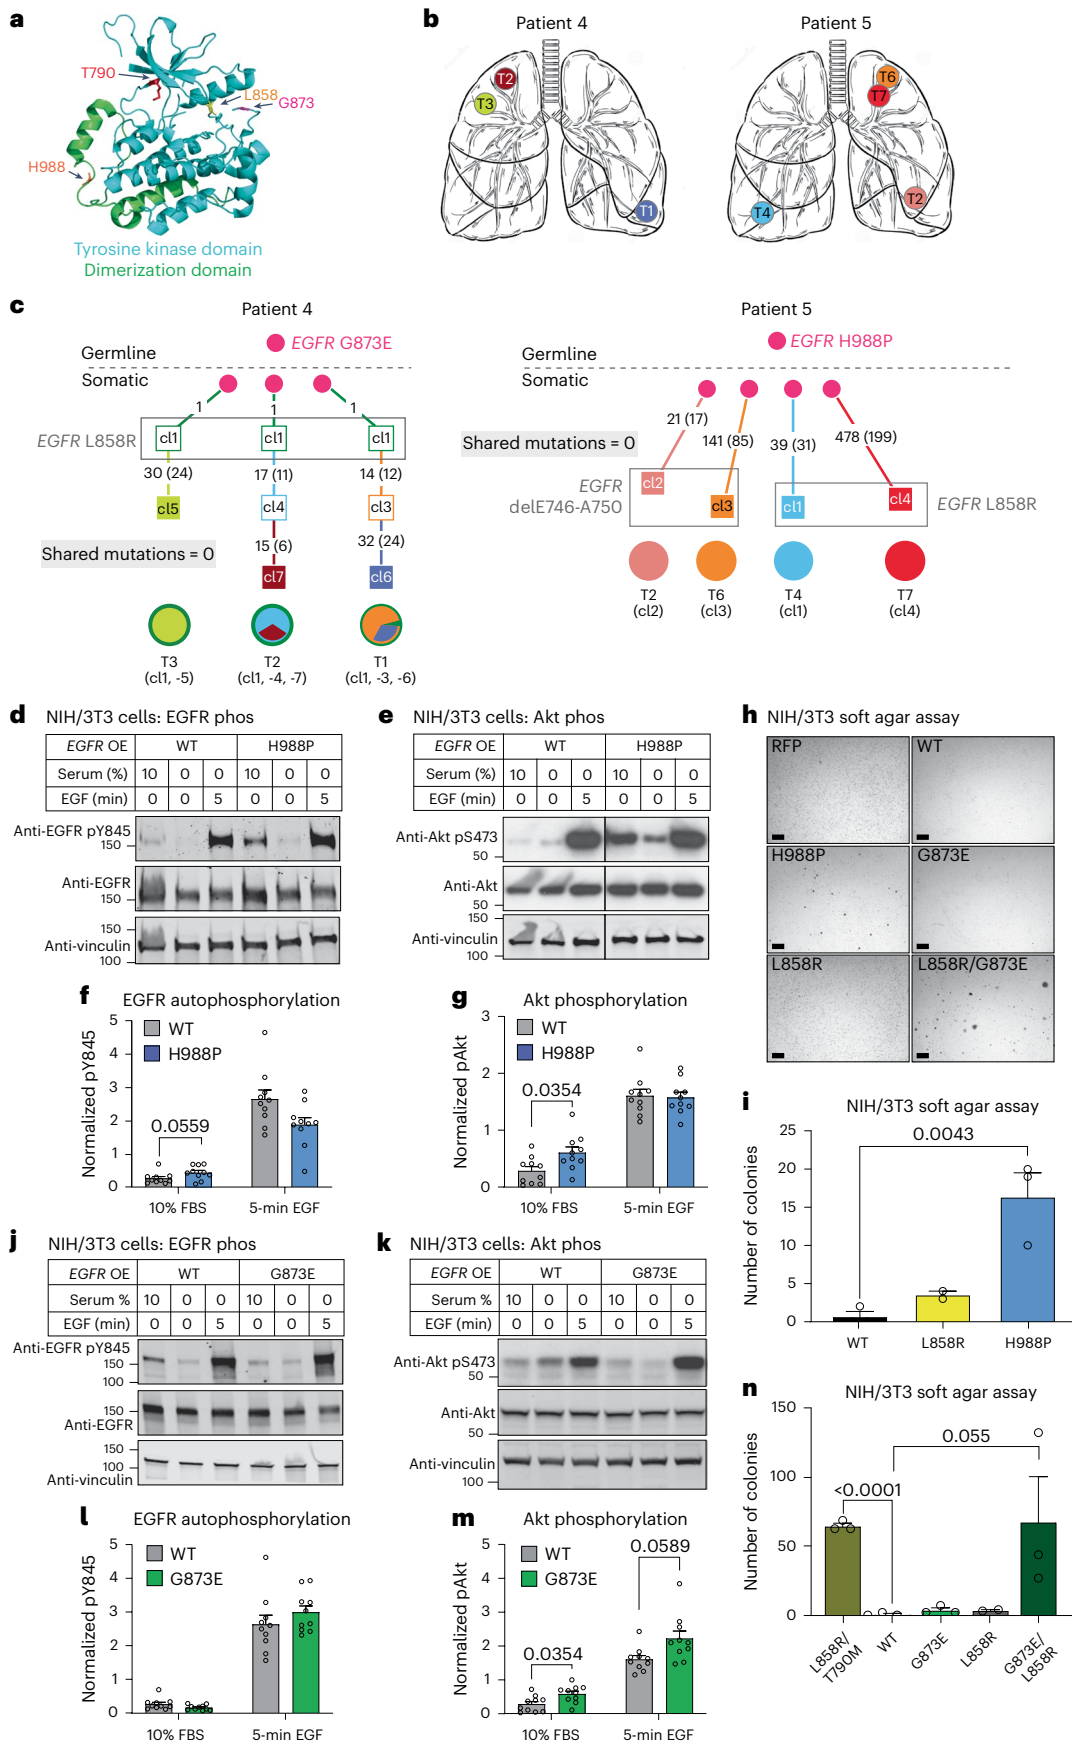 a
T790
L858
G873
H988
Tyrosine kinase domain
Dimerization domain
b
Patient 4
Patient 5
T2
T3
T1
T6
T7
T4
T2
c
Patient 4
EGFR G873E
Germline
Somatic
1
1
1
EGFR L858R
cl1
cl1
cl1
30 (24)
17 (11)
14 (12)
cl5
cl4
cl3
Shared mutations = 0
15 (6)
32 (24)
cl7
cl6
T3
(cl1, -5)
T2
(cl1, -4, -7)
T1
(cl1, -3, -6)
Patient 5
EGFR H988P
Germline
Somatic
Shared mutations = 0
21 (17)
141 (85)
39 (31)
478 (199)
EGFR
delE746-A750
cl2
cl3
cl1
cl4
EGFR L858R
T2
(cl2)
T6
(cl3)
T4
(cl1)
T7
(cl4)
d NIH/3T3 cells: EGFR phos
EGFR OE WT H988P
Serum (%) 10 0 0 10 0 0
EGF (min) 0 0 5 0 0 5
Anti-EGFR pY845
150
Anti-EGFR
150
150
Anti-vinculin
100
e NIH/3T3 cells: Akt phos
EGFR OE WT H988P
Serum (%) 10 0 0 10 0 0
EGF (min) 0 0 5 0 0 5
Anti-Akt pS473
50
Anti-Akt
50
150
Anti-vinculin
100
h NIH/3T3 soft agar assay
RFP
WT
H988P
G873E
L858R
L858R/G873E
f EGFR autophosphorylation
Normalized pY845
5
4
3
2
1
0
WT
H988P
0.0559
10% FBS
5-min EGF
g Akt phosphorylation
Normalized pAkt
3
2
1
0
WT
H988P
0.0354
10% FBS
5-min EGF
i NIH/3T3 soft agar assay
Number of colonies
25
20
15
10
5
0
0.0043
WT
L858R
H988P
j NIH/3T3 cells: EGFR phos
EGFR OE WT G873E
Serum % 10 0 0 10 0 0
EGF (min) 0 0 5 0 0 5
Anti-EGFR pY845
150
150
Anti-EGFR
150
100
Anti-vinculin
k NIH/3T3 cells: Akt phos
EGFR OE WT G873E
Serum % 10 0 0 10 0 0
EGF (min) 0 0 5 0 0 5
Anti-Akt pS473
50
Anti-Akt
50
Anti-vinculin
100
l EGFR autophosphorylation
Normalized pY845
5
4
3
2
1
0
WT
G873E
10% FBS
5-min EGF
m Akt phosphorylation
Normalized pAkt
5
4
3
2
1
0
WT
G873E
0.0354
0.0589
10% FBS
5-min EGF
n NIH/3T3 soft agar assay
Number of colonies
150
100
50
0
0.055
<0.0001
L858R/
T790M
WT
G873E
L858R
G873E/
L858R